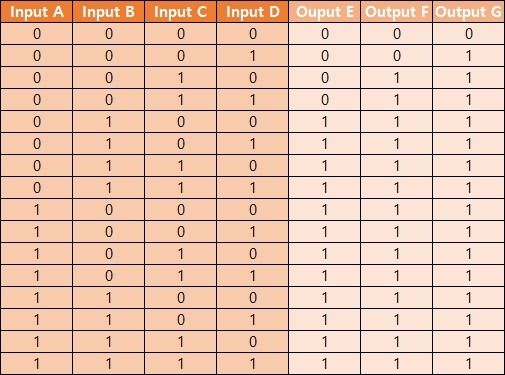 Input A Input B Input C Input D Ouput E Output F Output G
0 0 0 0 0 0 0
0 0 0 1 0 0 1
0 0 1 0 0 1 1
0 0 1 1 0 1 1
0 1 0 0 1 1 1
0 1 0 1 1 1 1
0 1 1 0 1 1 1
0 1 1 1 1 1 1
1 0 0 0 1 1 1
1 0 0 1 1 1 1
1 0 1 0 1 1 1
1 0 1 1 1 1 1
1 1 0 0 1 1 1
1 1 0 1 1 1 1
1 1 1 0 1 1 1
1 1 1 1 1 1 1